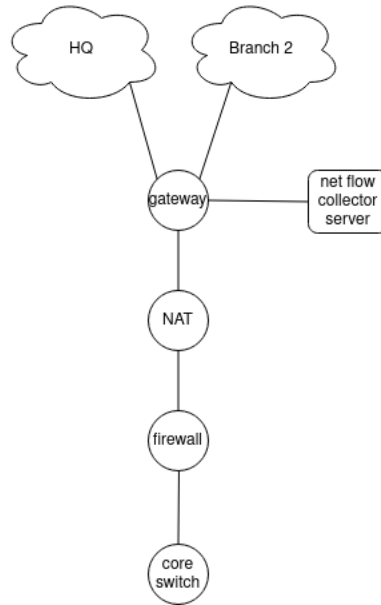 HQ
Branch 2
gateway
net flow
collector
server
NAT
firewall
core
switch